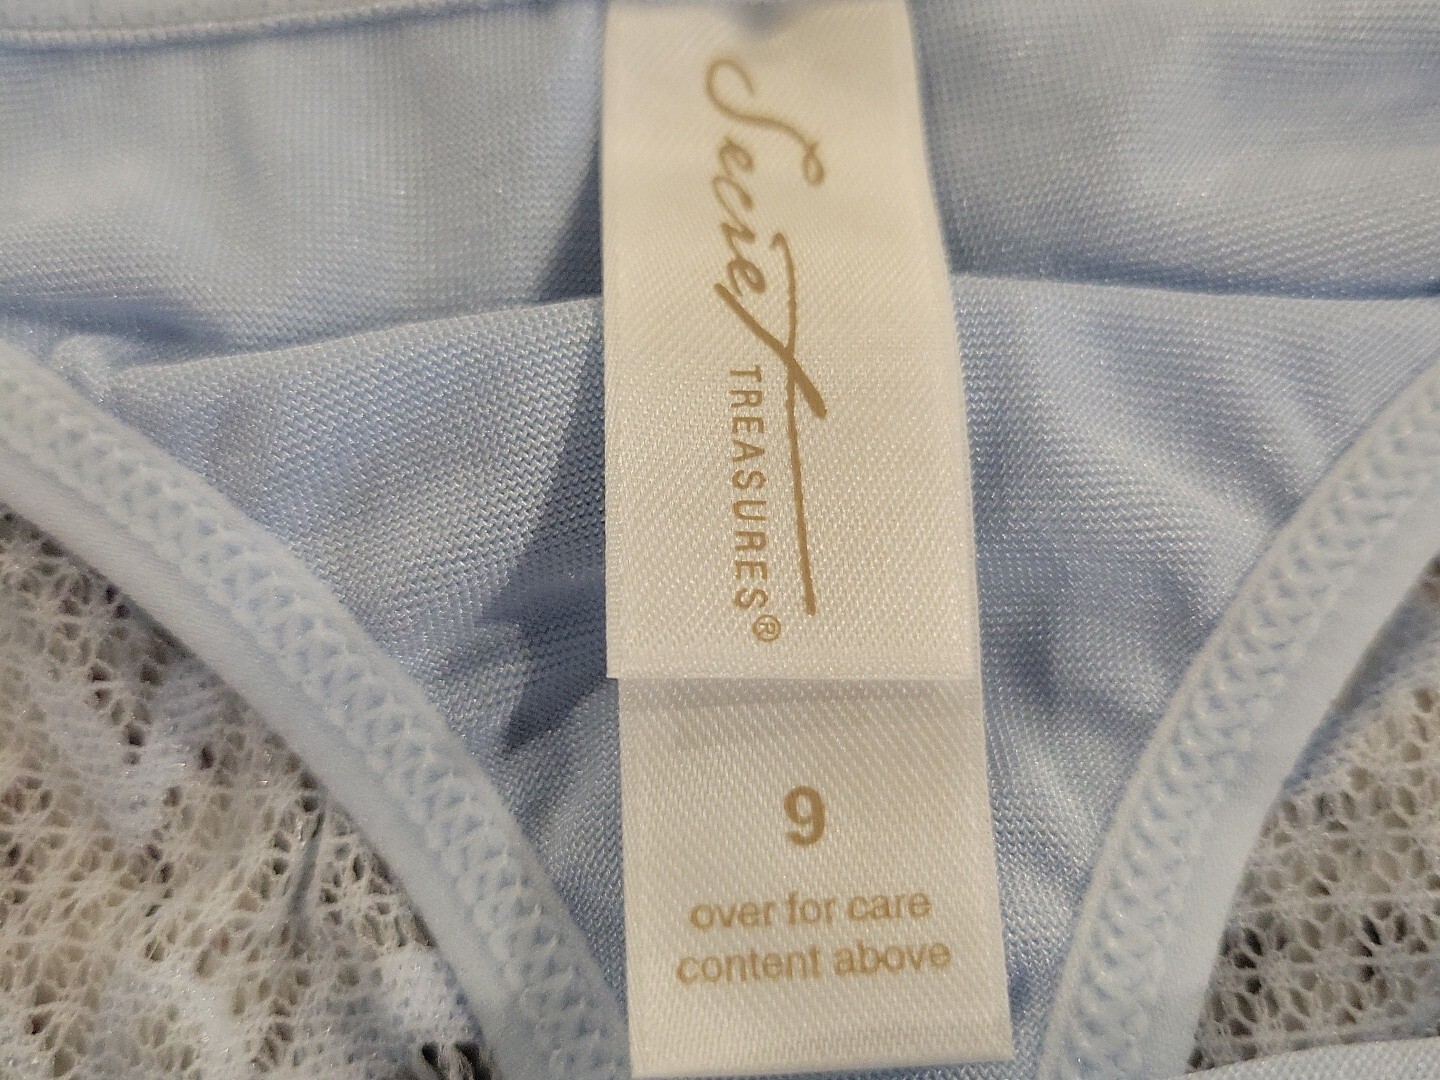 Secret
TREASURES®
9
over for care
content above